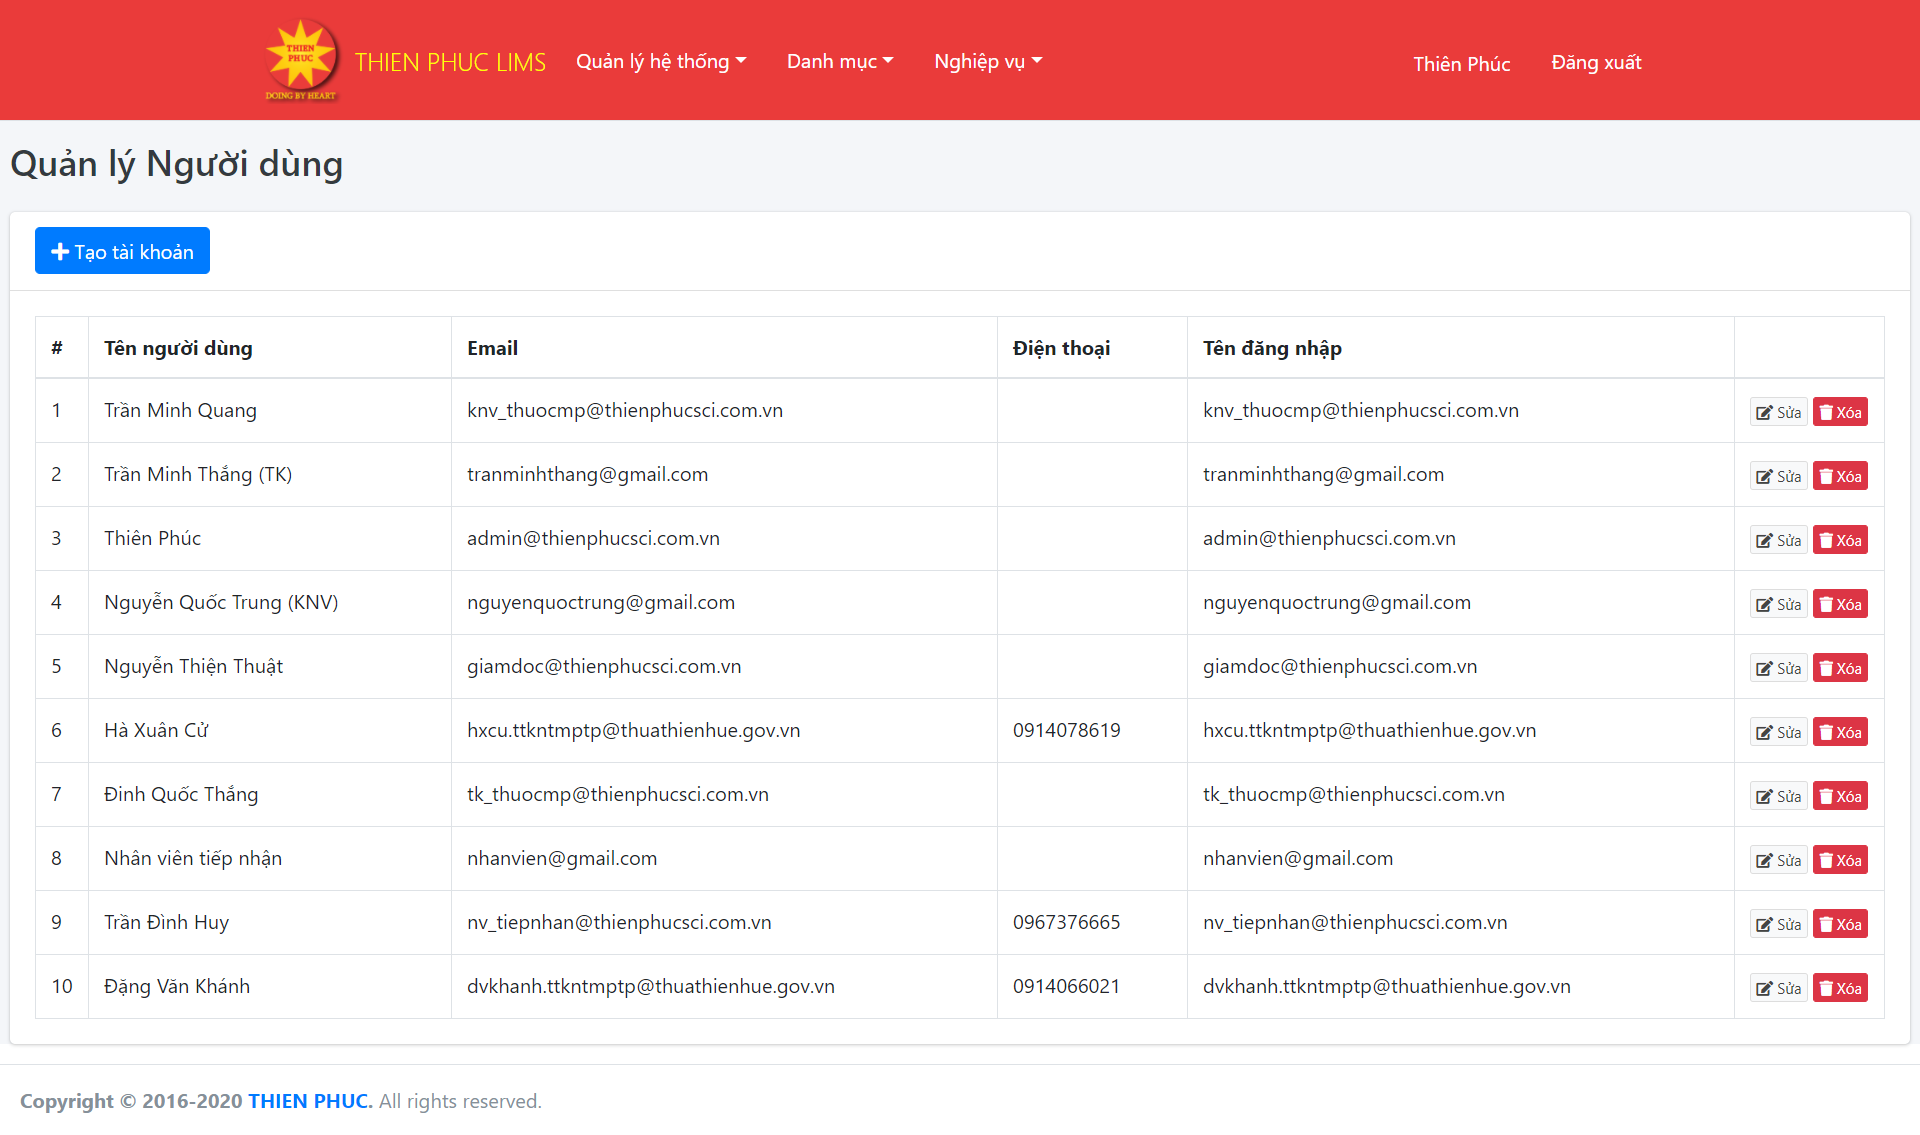 THIEN
PHUC
DOING BY HEART
THIEN PHUC LIMS Quản lý hệ thống Danh mục Nghiệp vụ Thiên Phúc Đăng xuất
Quản lý Người dùng
Tạo tài khoản
# Tên người dùng Email Điện thoại Tên đăng nhập
1 Trần Minh Quang knv_thuocmp@thienphucsci.com.vn knv_thuocmp@thienphucsci.com.vn Sửa Xóa
2 Trần Minh Thắng (TK) tranminhthang@gmail.com tranminhthang@gmail.com Sửa Xóa
3 Thiên Phúc admin@thienphucsci.com.vn admin@thienphucsci.com.vn Sửa Xóa
4 Nguyễn Quốc Trung (KNV) nguyenquoctrung@gmail.com nguyenquoctrung@gmail.com Sửa Xóa
5 Nguyễn Thiện Thuật giamdoc@thienphucsci.com.vn giamdoc@thienphucsci.com.vn Sửa Xóa
6 Hà Xuân Cử hxcu.ttkntmptp@thuathienhue.gov.vn 0914078619 hxcu.ttkntmptp@thuathienhue.gov.vn Sửa Xóa
7 Đinh Quốc Thắng tk_thuocmp@thienphucsci.com.vn tk_thuocmp@thienphucsci.com.vn Sửa Xóa
8 Nhân viên tiếp nhận nhanvien@gmail.com nhanvien@gmail.com Sửa Xóa
9 Trần Đình Huy nv_tiepnhan@thienphucsci.com.vn 0967376665 nv_tiepnhan@thienphucsci.com.vn Sửa Xóa
10 Đặng Văn Khánh dvkhanh.ttkntmptp@thuathienhue.gov.vn 0914066021 dvkhanh.ttkntmptp@thuathienhue.gov.vn Sửa Xóa
Copyright © 2016-2020 THIEN PHUC. All rights reserved.